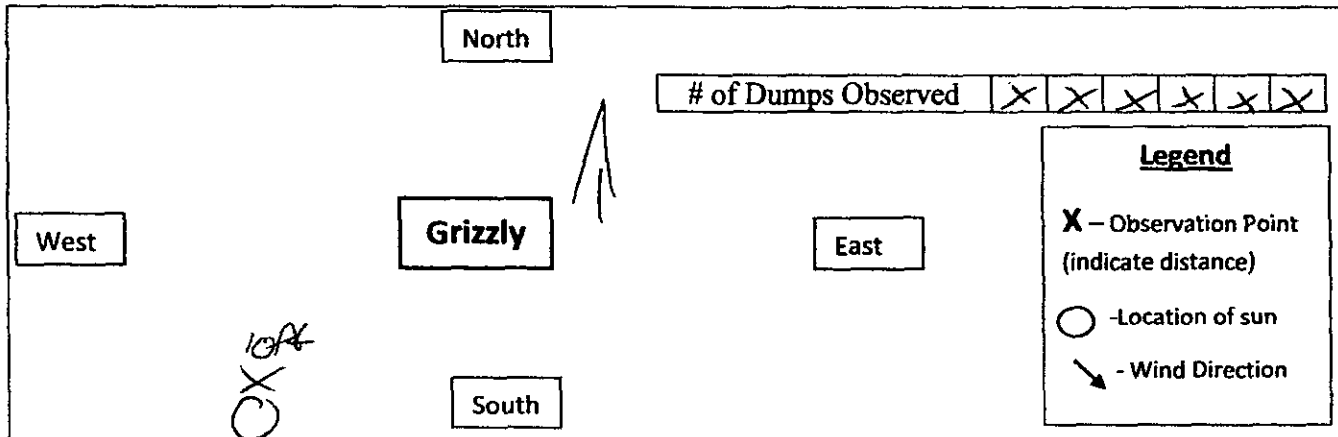 North
# of Dumps Observed X X X X X X
Legend
X – Observation Point
(indicate distance)
-Location of sun
- Wind Direction
West
Grizzly
East
10ft
X
South